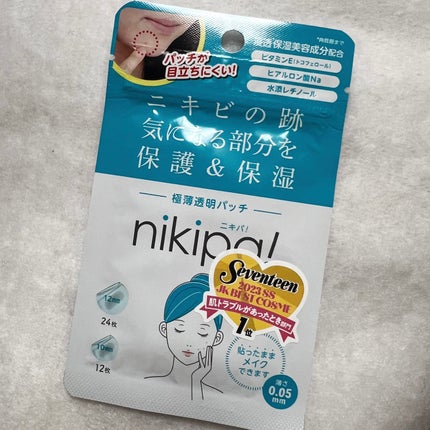 *角層まで
浸透保湿美容成分配合
ビタミンE(トコフェロール)
ヒアルロン酸Na
水添レチノール
パッチが
目立ちにくい!
ニキビの跡
気になる部分を
保護&保湿
極薄透明パッチ
ニキパ!
nikipa!
Seventeen
2023 SS
JK BEST COSME
肌トラブルがあったとき部門
1位
12mm
24枚
10mm
12枚
貼ったまま
メイク
できます
薄さ
0.05
mm